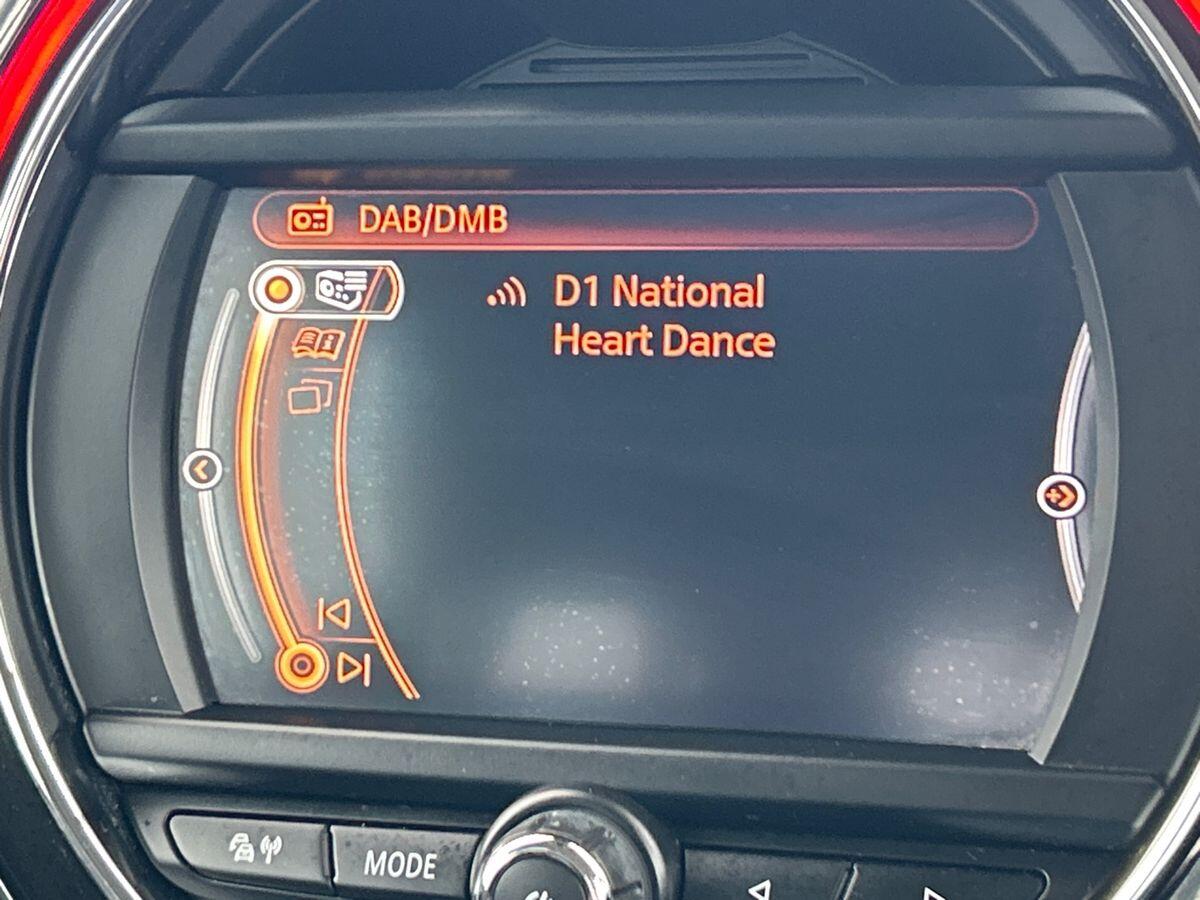 DAB/DMB
D1 National
Heart Dance
MODE